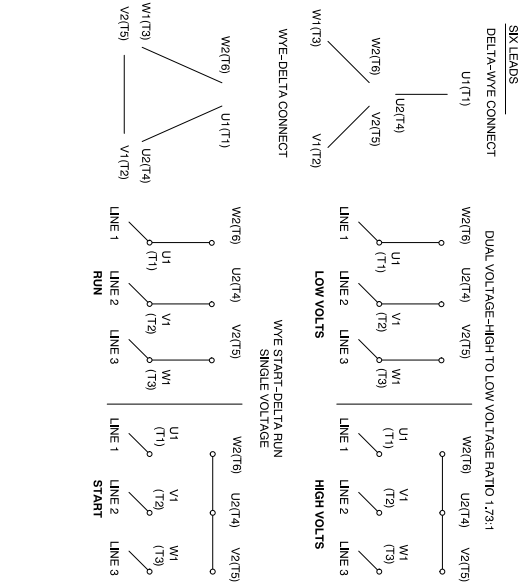 SIX LEADS
DELTA-WYE CONNECT
DUAL VOLTAGE-HIGH TO LOW VOLTAGE RATIO 1.73:1
U1(T1)
U2(T4)
W2(T6)
V2(T5)
W1(T3)
V1(T2)
W2(T6) U2(T4) V2(T5)
U1 V1 W1
(T1) (T2) (T3)
LINE 1 LINE 2 LINE 3
LOW VOLTS
W2(T6) U2(T4) V2(T5)
U1 V1 W1
(T1) (T2) (T3)
LINE 1 LINE 2 LINE 3
HIGH VOLTS
WYE-DELTA CONNECT
WYE START-DELTA RUN
SINGLE VOLTAGE
W2(T6) U1(T1)
W1(T3) U2(T4)
V2(T5) V1(T2)
W2(T6) U2(T4) V2(T5)
U1 V1 W1
(T1) (T2) (T3)
LINE 1 LINE 2 LINE 3
RUN
W2(T6) U2(T4) V2(T5)
U1 V1 W1
(T1) (T2) (T3)
LINE 1 LINE 2 LINE 3
START